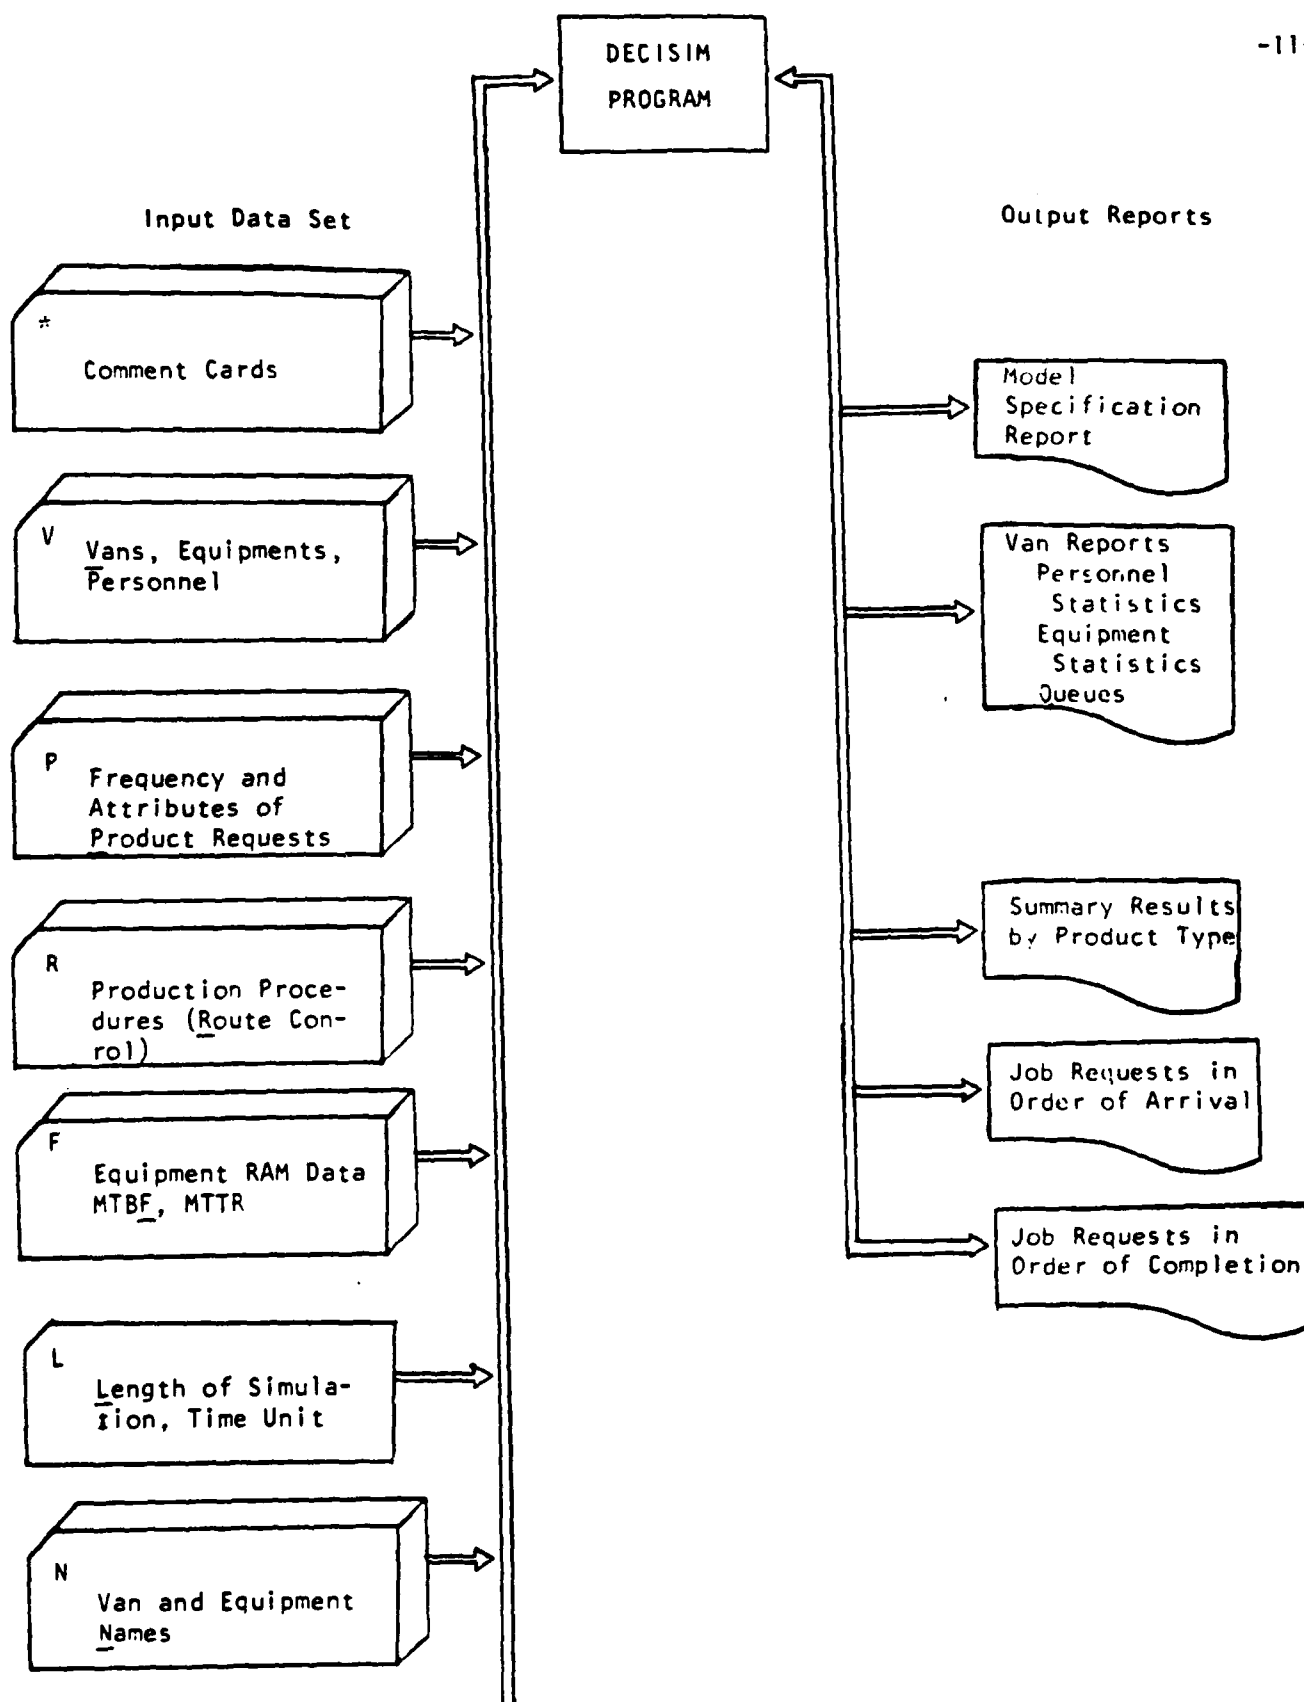 -11-
DECISIM
PROGRAM
Input Data Set
Output Reports
*
Comment Cards
V
Vans, Equipments,
Personnel
P
Frequency and
Attributes of
Product Requests
R
Production Proce-
dures (Route Con-
trol)
F
Equipment RAM Data
MTBF, MTTR
L
Length of Simula-
tion, Time Unit
N
Van and Equipment
Names
Model
Specification
Report
Van Reports
Personnel
Statistics
Equipment
Statistics
Queues
Summary Results
by Product Type
Job Requests in
Order of Arrival
Job Requests in
Order of Completion